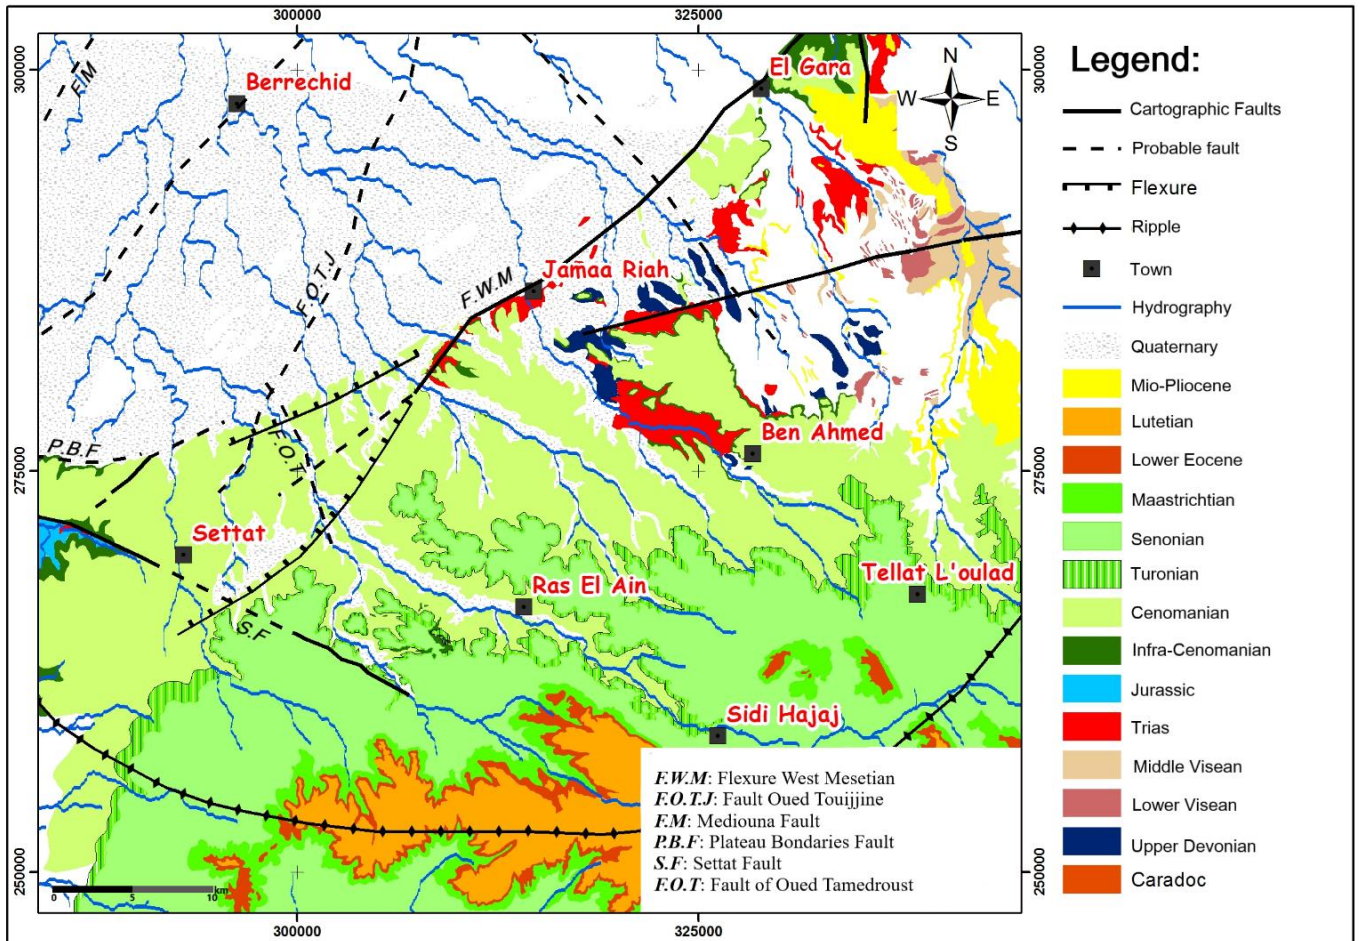 300000
325000
Legend:
300000
300000
F.M
Berrechid
El Gara
N
W
E
S
Cartographic Faults
Probable fault
Flexure
F.O.T.J
F.W.M
Jamaa Riah
Ripple
Town
Hydrography
Quaternary
Mio-Pliocene
Lutetian
P.B.F
F.O.T
Ben Ahmed
275000
275000
Lower Eocene
Maastrichtian
Settat
Senonian
Ras El Ain
Tellat L'oulad
Turonian
S.F
Cenomanian
Infra-Cenomanian
Jurassic
Sidi Hajaj
Trias
F.W.M: Flexure West Mesetian
F.O.T.J: Fault Oued Touijjine
F.M: Mediouna Fault
P.B.F: Plateau Bondaries Fault
S.F: Settat Fault
F.O.T: Fault of Oued Tamedroust
Middle Visean
Lower Visean
Upper Devonian
Caradoc
250000
250000
0 5 10 km
300000
325000